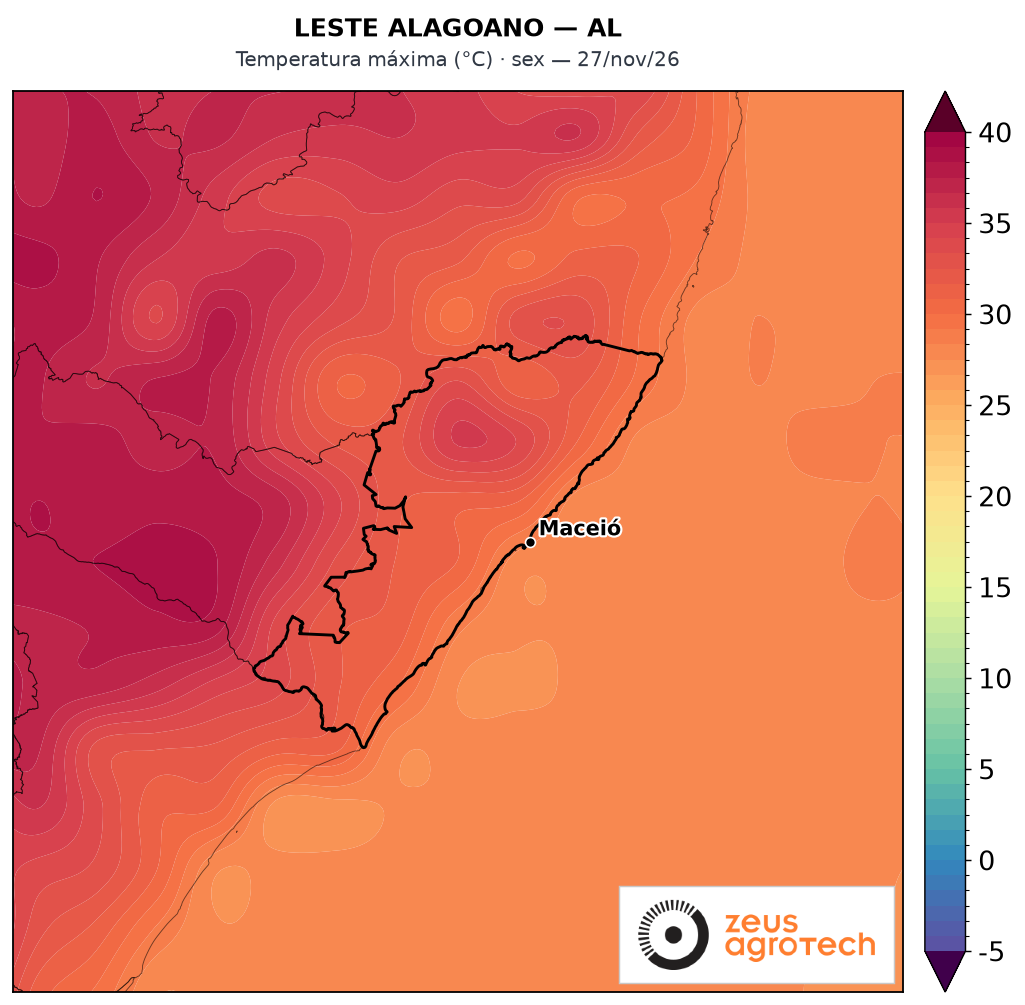 LESTE ALAGOANO — AL
Temperatura máxima (°C) · sex — 27/nov/26
40
35
30
25
20
15
10
5
0
-5
Maceió
zeus
agrotech